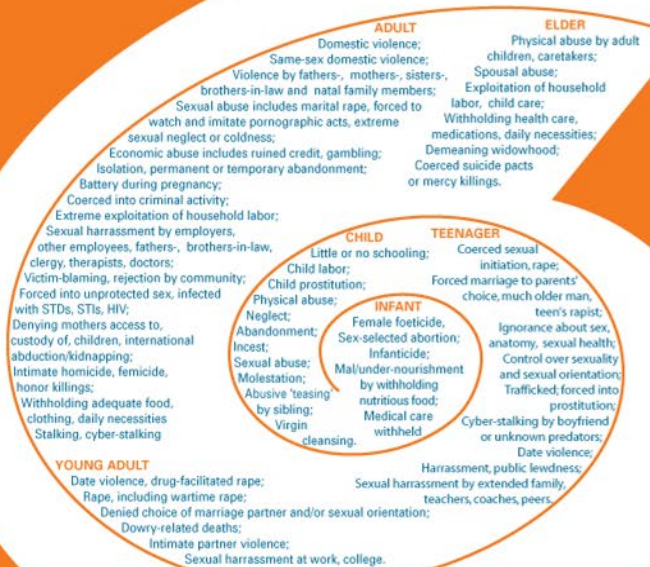 ADULT
Domestic violence;
Same-sex domestic violence;
Violence by fathers-, mothers-, sisters-,
brothers-in-law and natal family members;
Sexual abuse includes marital rape, forced to
watch and imitate pornographic acts, extreme
sexual neglect or coldness;
Economic abuse includes ruined credit, gambling;
Isolation, permanent or temporary abandonment;
Battery during pregnancy;
Coerced into criminal activity;
Extreme exploitation of household labor;
Sexual harrassment by employers,
other employees, fathers-, brothers-in-law,
clergy, therapists, doctors;
Victim-blaming, rejection by community;
Forced into unprotected sex, infected
with STDs, STIs, HIV;
Denying mothers access to,
custody of, children, international
abduction/kidnapping;
Intimate homicide, femicide,
honor killings;
Withholding adequate food,
clothing, daily necessities
Stalking, cyber-stalking
ELDER
Physical abuse by adult
children, caretakers;
Spousal abuse;
Exploitation of household
labor, child care;
Withholding health care,
medications, daily necessities;
Demeaning widowhood;
Coerced suicide pacts
or mercy killings.
CHILD
Little or no schooling;
Child labor;
Child prostitution;
Physical abuse;
Neglect;
Abandonment;
Incest;
Sexual abuse;
Molestation;
Abusive 'teasing'
by sibling;
Virgin
cleansing.
INFANT
Female foeticide,
Sex-selected abortion;
Infanticide;
Mal/under-nourishment
by withholding
nutritious food;
Medical care
withheld
TEENAGER
Coerced sexual
initiation, rape;
Forced marriage to parents'
choice, much older man,
teen's rapist;
Ignorance about sex,
anatomy, sexual health;
Control over sexuality
and sexual orientation;
Trafficked; forced into
prostitution;
Cyber-stalking by boyfriend
or unknown predators;
Date violence;
Harrassment, public lewdness;
Sexual harrassment by extended family,
teachers, coaches, peers.
YOUNG ADULT
Date violence, drug-facilitated rape;
Rape, including wartime rape;
Denied choice of marriage partner and/or sexual orientation;
Dowry-related deaths;
Intimate partner violence;
Sexual harrassment at work, college.